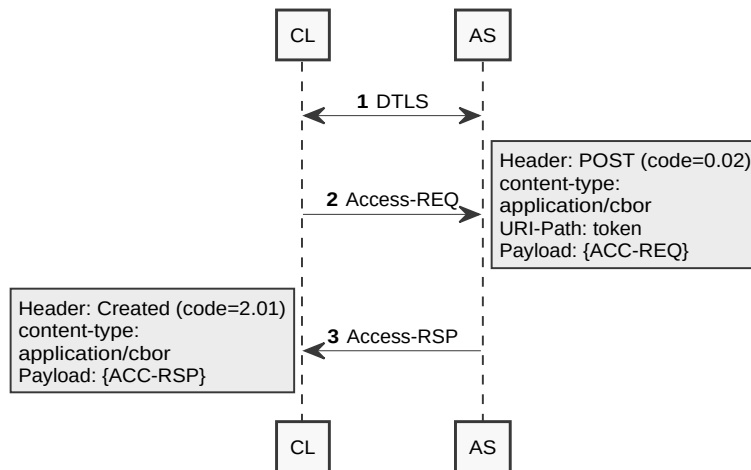 CL
AS
1 DTLS
Header: POST (code=0.02)
content-type:
application/cbor
URI-Path: token
Payload: {ACC-REQ}
2 Access-REQ
Header: Created (code=2.01)
content-type:
application/cbor
Payload: {ACC-RSP}
3 Access-RSP
CL
AS